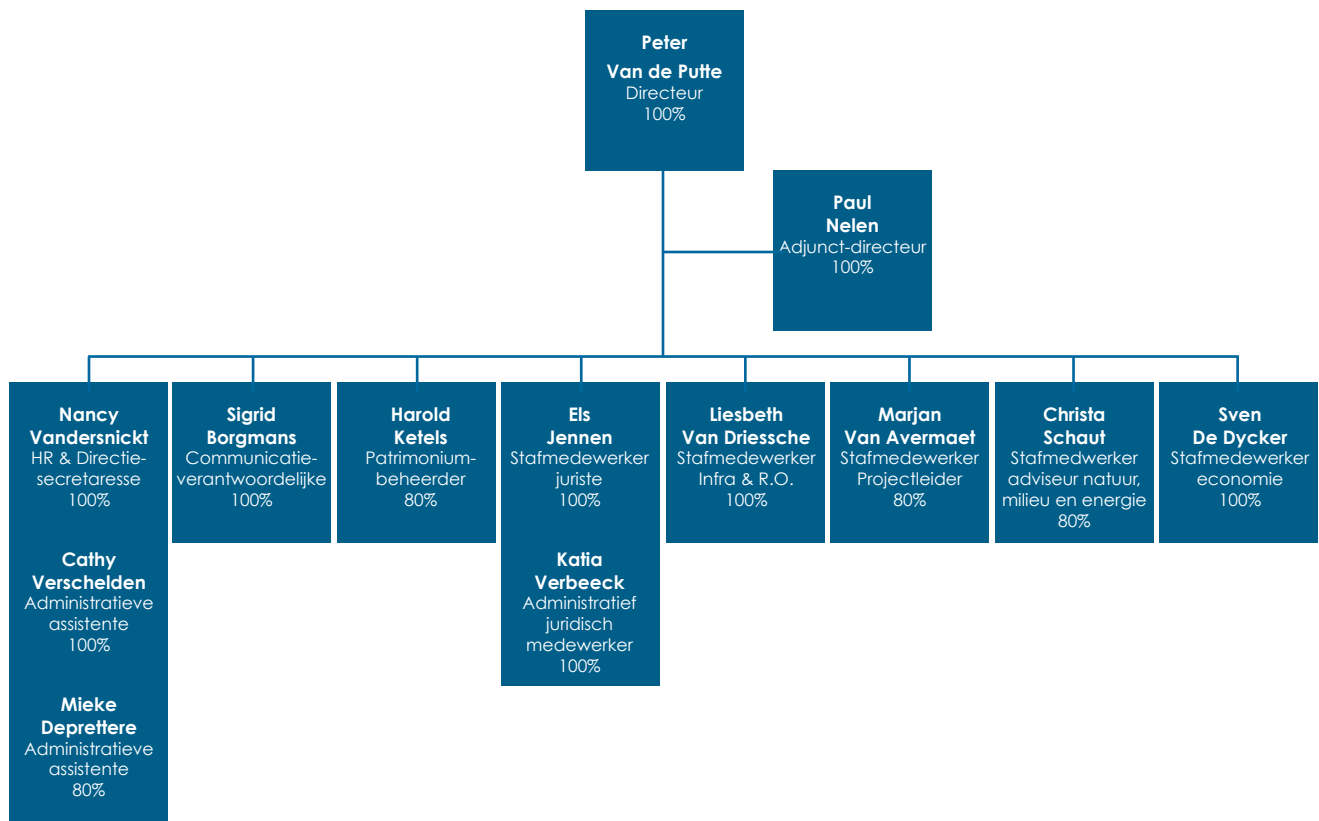 Peter
Van de Putte
Directeur
100%
Paul
Nelen
Adjunct-directeur
100%
Nancy
Vandersnickt
HR & Directie-
secretaresse
100%
Cathy
Verschelden
Administratieve
assistente
100%
Mieke
Deprettere
Administratieve
assistente
80%
Sigrid
Borgmans
Communicatie-
verantwoordelijke
100%
Harold
Ketels
Patrimonium-
beheerder
80%
Els
Jennen
Stafmedewerker
juriste
100%
Katia
Verbeeck
Administratief
juridisch
medewerker
100%
Liesbeth
Van Driessche
Stafmedewerker
Infra & R.O.
100%
Marjan
Van Avermaet
Stafmedewerker
Projectleider
80%
Christa
Schaut
Stafmedwerker
adviseur natuur,
milieu en energie
80%
Sven
De Dycker
Stafmedewerker
economie
100%